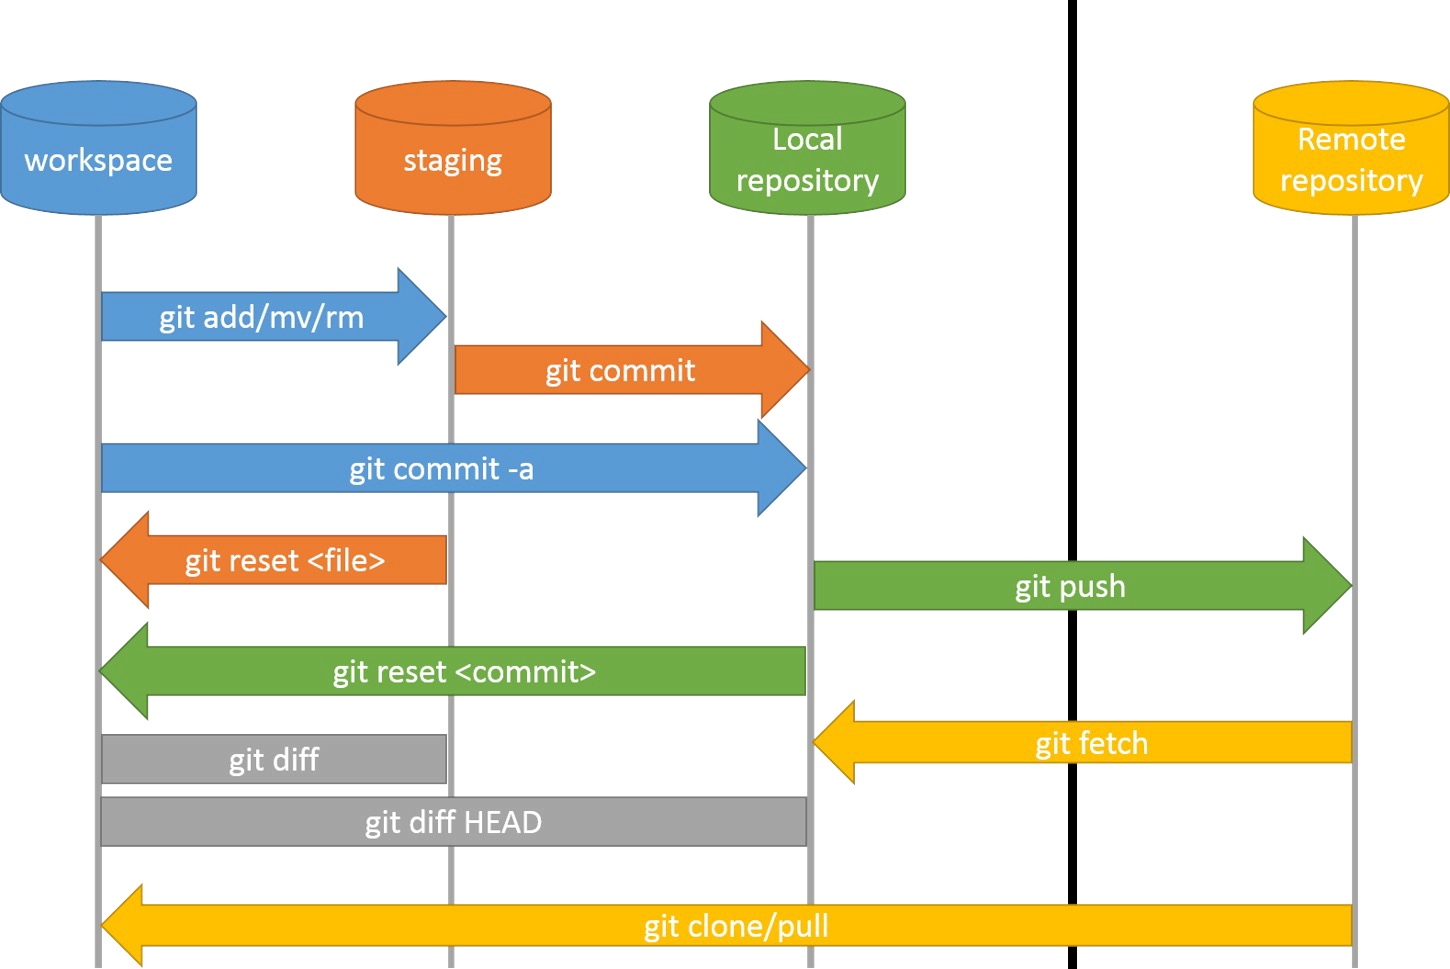 workspace
staging
Local
repository
Remote
repository
git add/mv/rm
git commit
git commit -a
git reset <file>
git push
git reset <commit>
git fetch
git diff
git diff HEAD
git clone/pull